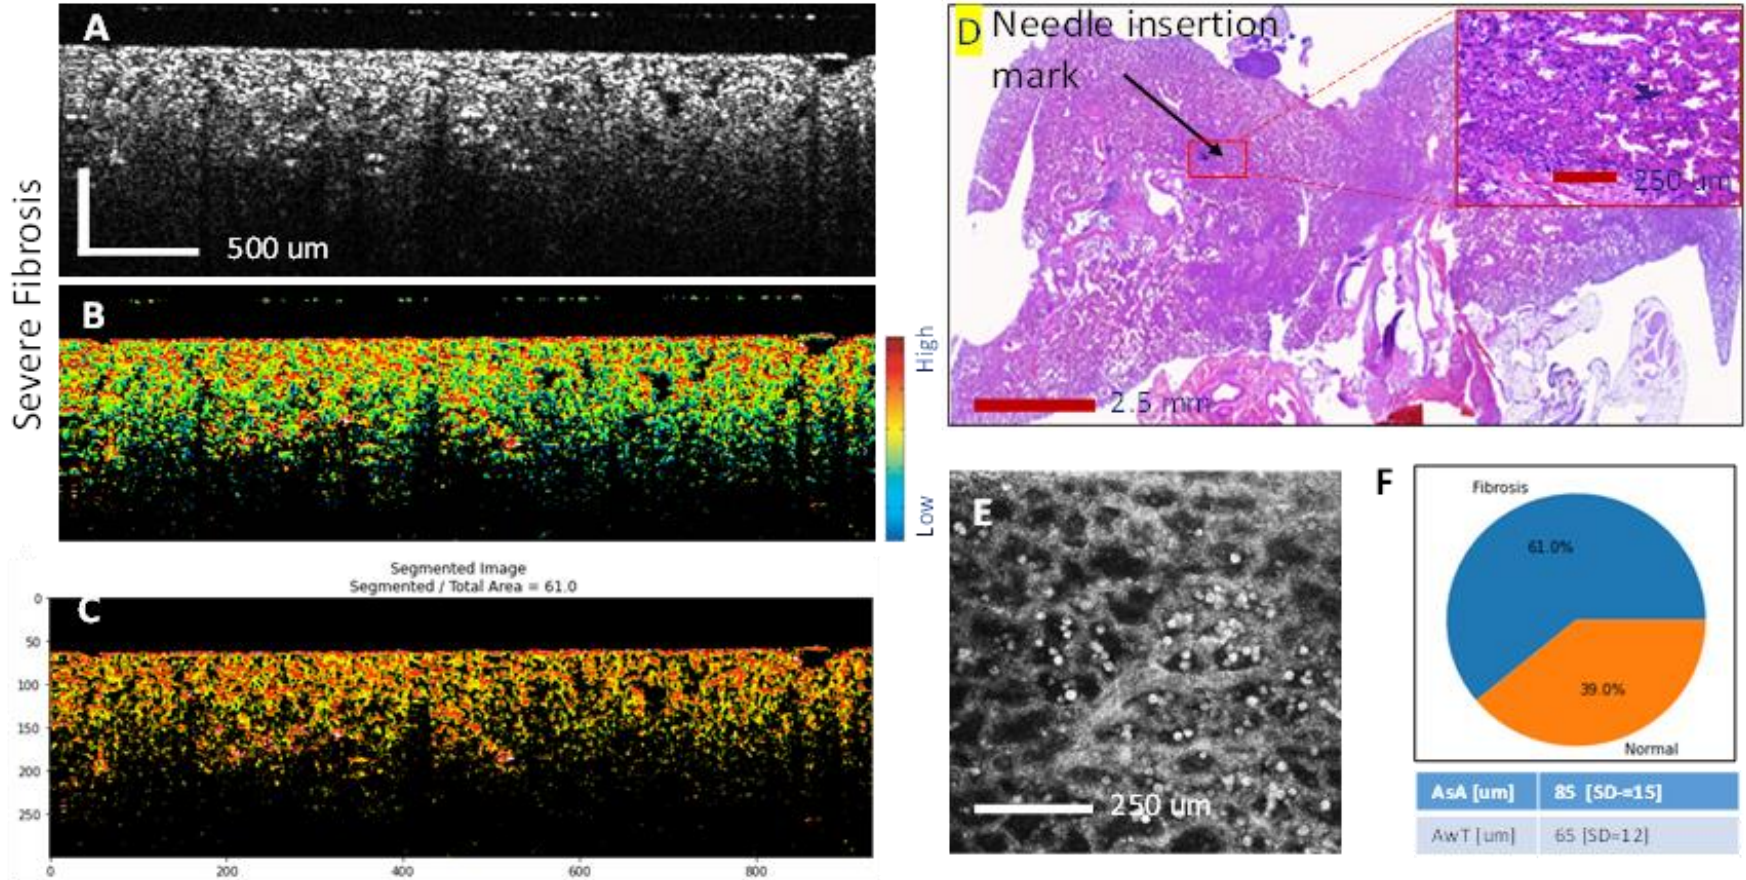 Severe Fibrosis
A
500 um
B
High
Low
Segmented Image
Segmented / Total Area = 61.0
C
0
50
100
150
200
250
0
200
400
600
800
D
Needle insertion
mark
250 um
2.5 mm
E
250 um
F
Fibrosis
61.0%
39.0%
Normal
AsA [um] 85 [SD-=15]
AwT [um] 65 [SD=12]